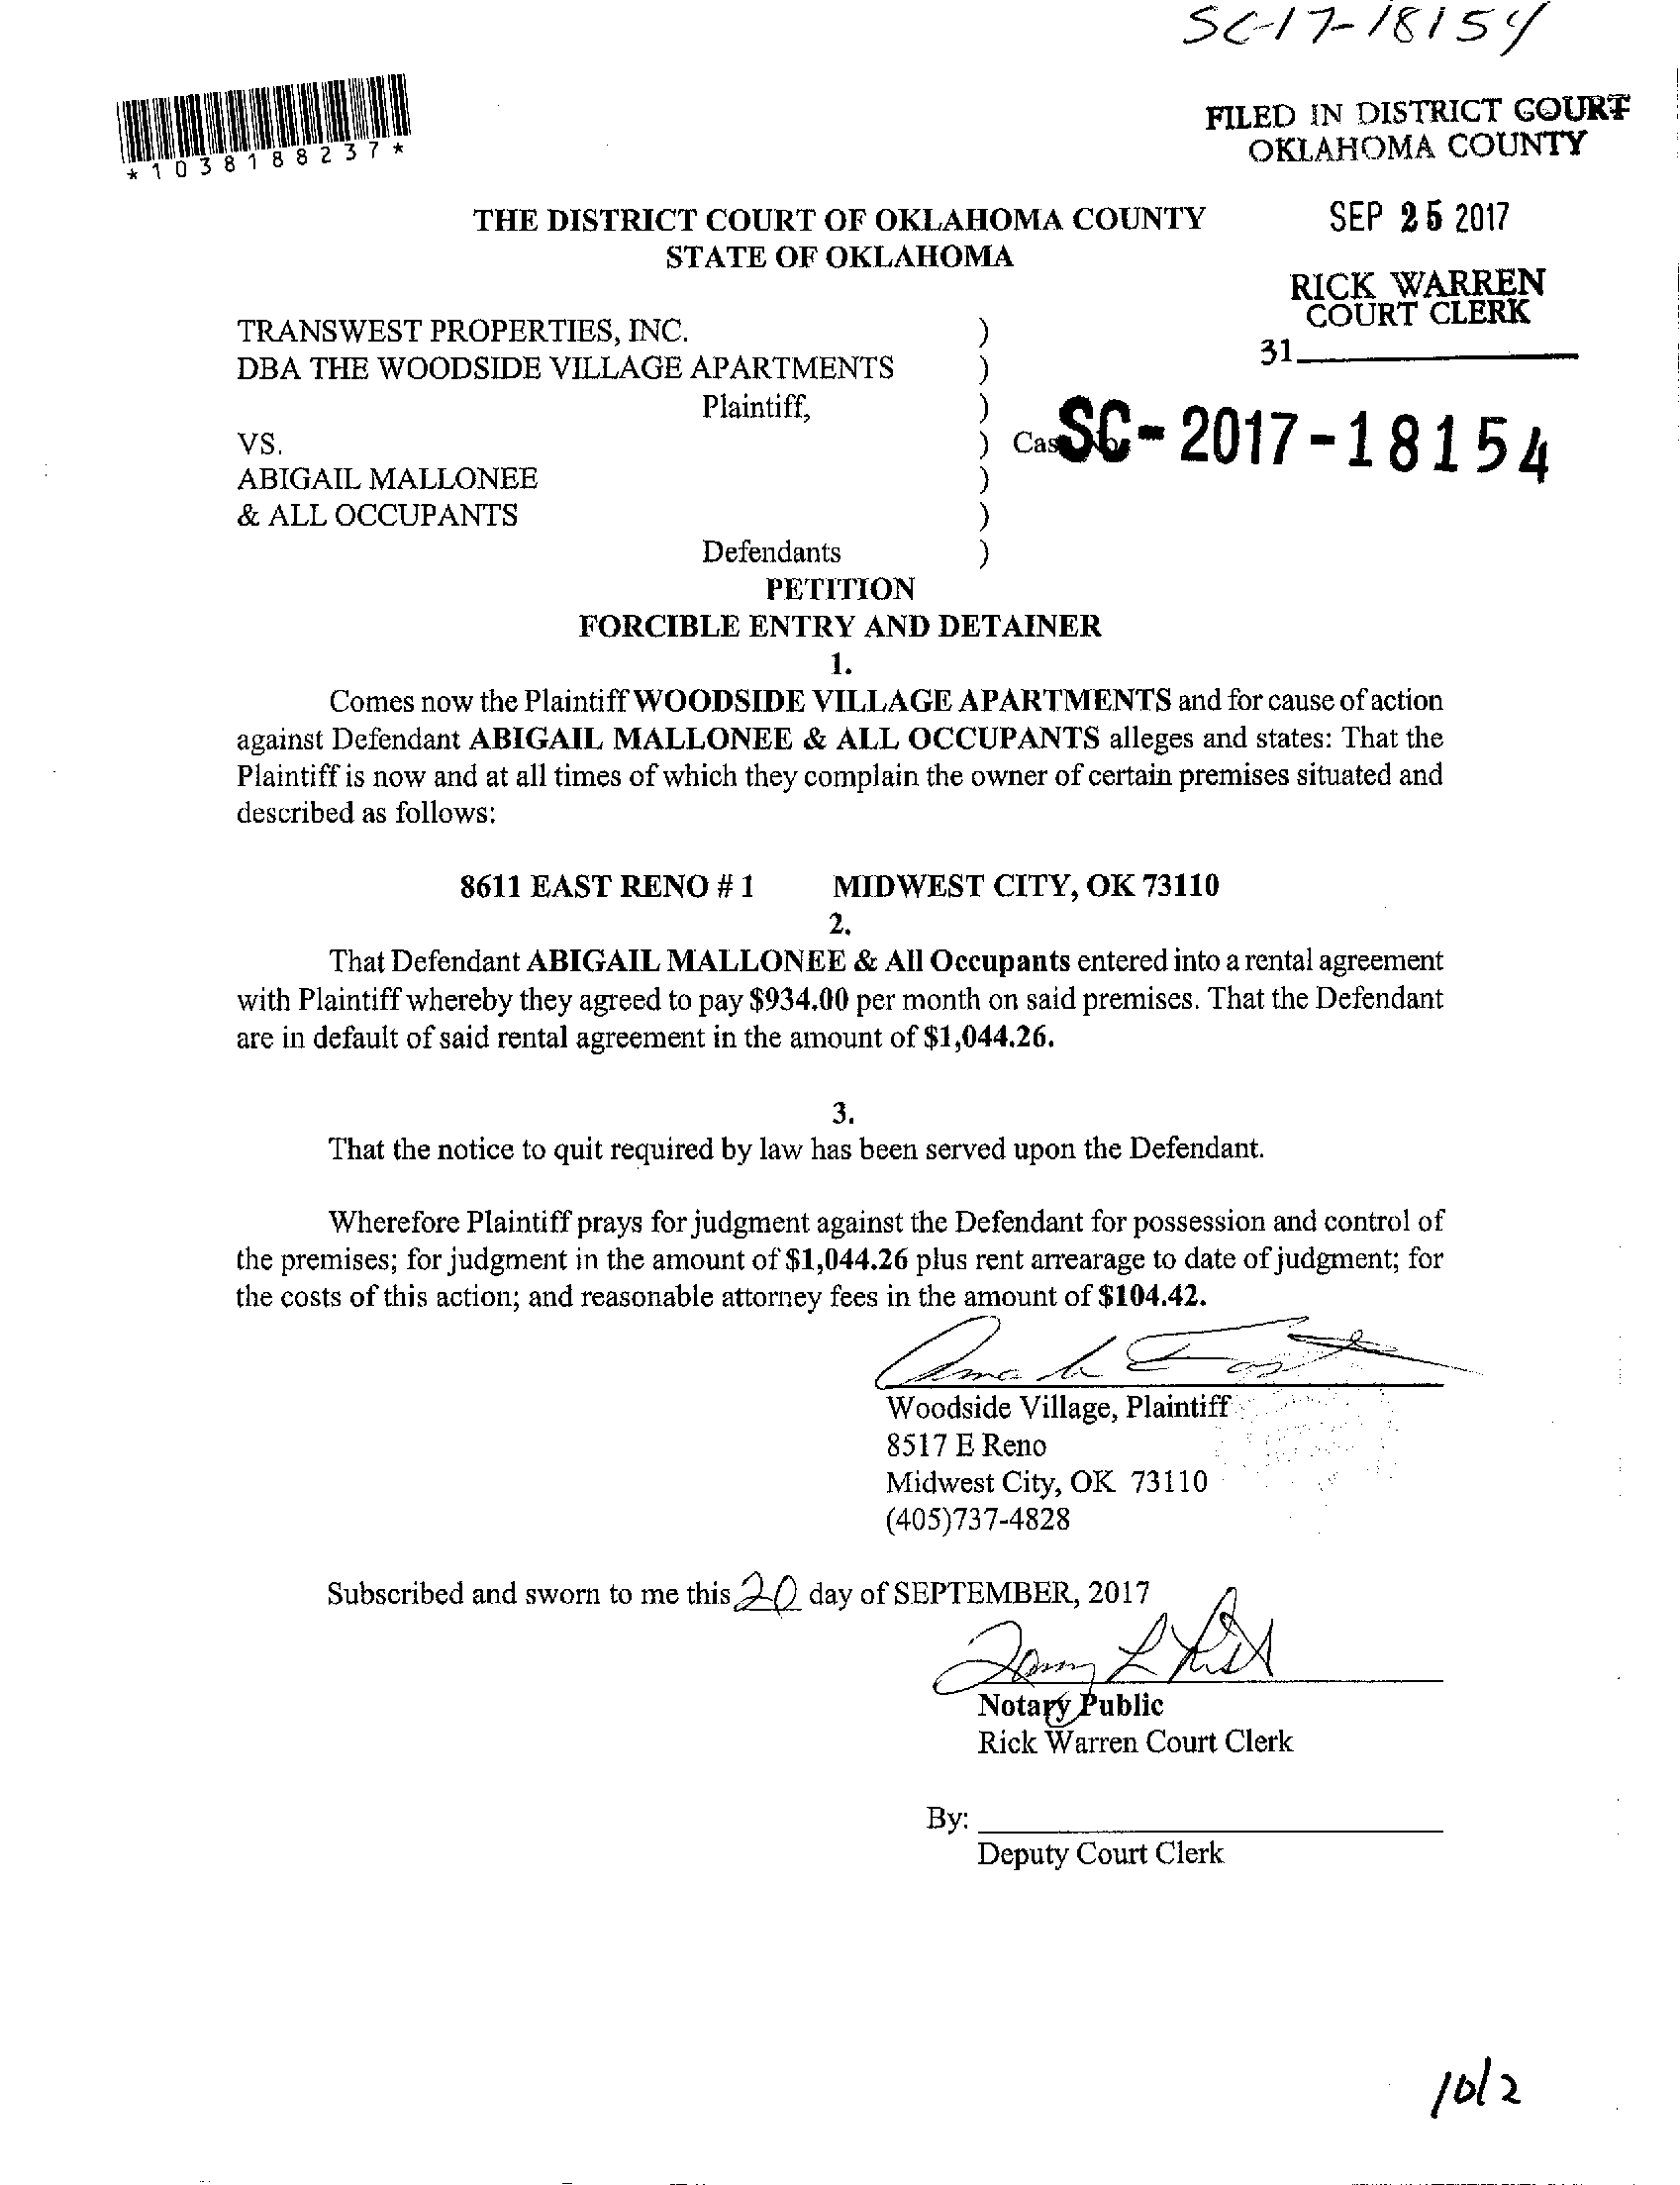 SC-17-18154
*1038188237*
FILED IN DISTRICT COURT
OKLAHOMA COUNTY
SEP 25 2017
RICK WARREN
COURT CLERK
31
THE DISTRICT COURT OF OKLAHOMA COUNTY
STATE OF OKLAHOMA
TRANSWEST PROPERTIES, INC. )
DBA THE WOODSIDE VILLAGE APARTMENTS )
Plaintiff, )
VS. ) Cas SC-2017-18154
ABIGAIL MALLONEE )
& ALL OCCUPANTS )
Defendants )
PETITION
FORCIBLE ENTRY AND DETAINER
1.
Comes now the Plaintiff WOODSIDE VILLAGE APARTMENTS and for cause of action
against Defendant ABIGAIL MALLONEE & ALL OCCUPANTS alleges and states: That the
Plaintiff is now and at all times of which they complain the owner of certain premises situated and
described as follows:
8611 EAST RENO # 1 MIDWEST CITY, OK 73110
2.
That Defendant ABIGAIL MALLONEE & All Occupants entered into a rental agreement
with Plaintiff whereby they agreed to pay $934.00 per month on said premises. That the Defendant
are in default of said rental agreement in the amount of $1,044.26.
3.
That the notice to quit required by law has been served upon the Defendant.
Wherefore Plaintiff prays for judgment against the Defendant for possession and control of
the premises; for judgment in the amount of $1,044.26 plus rent arrearage to date of judgment; for
the costs of this action; and reasonable attorney fees in the amount of $104.42.
Woodside Village, Plaintiff
8517 E Reno
Midwest City, OK 73110
(405)737-4828
Subscribed and sworn to me this 20 day of SEPTEMBER, 2017
Notary Public
Rick Warren Court Clerk
By:
Deputy Court Clerk
10/2